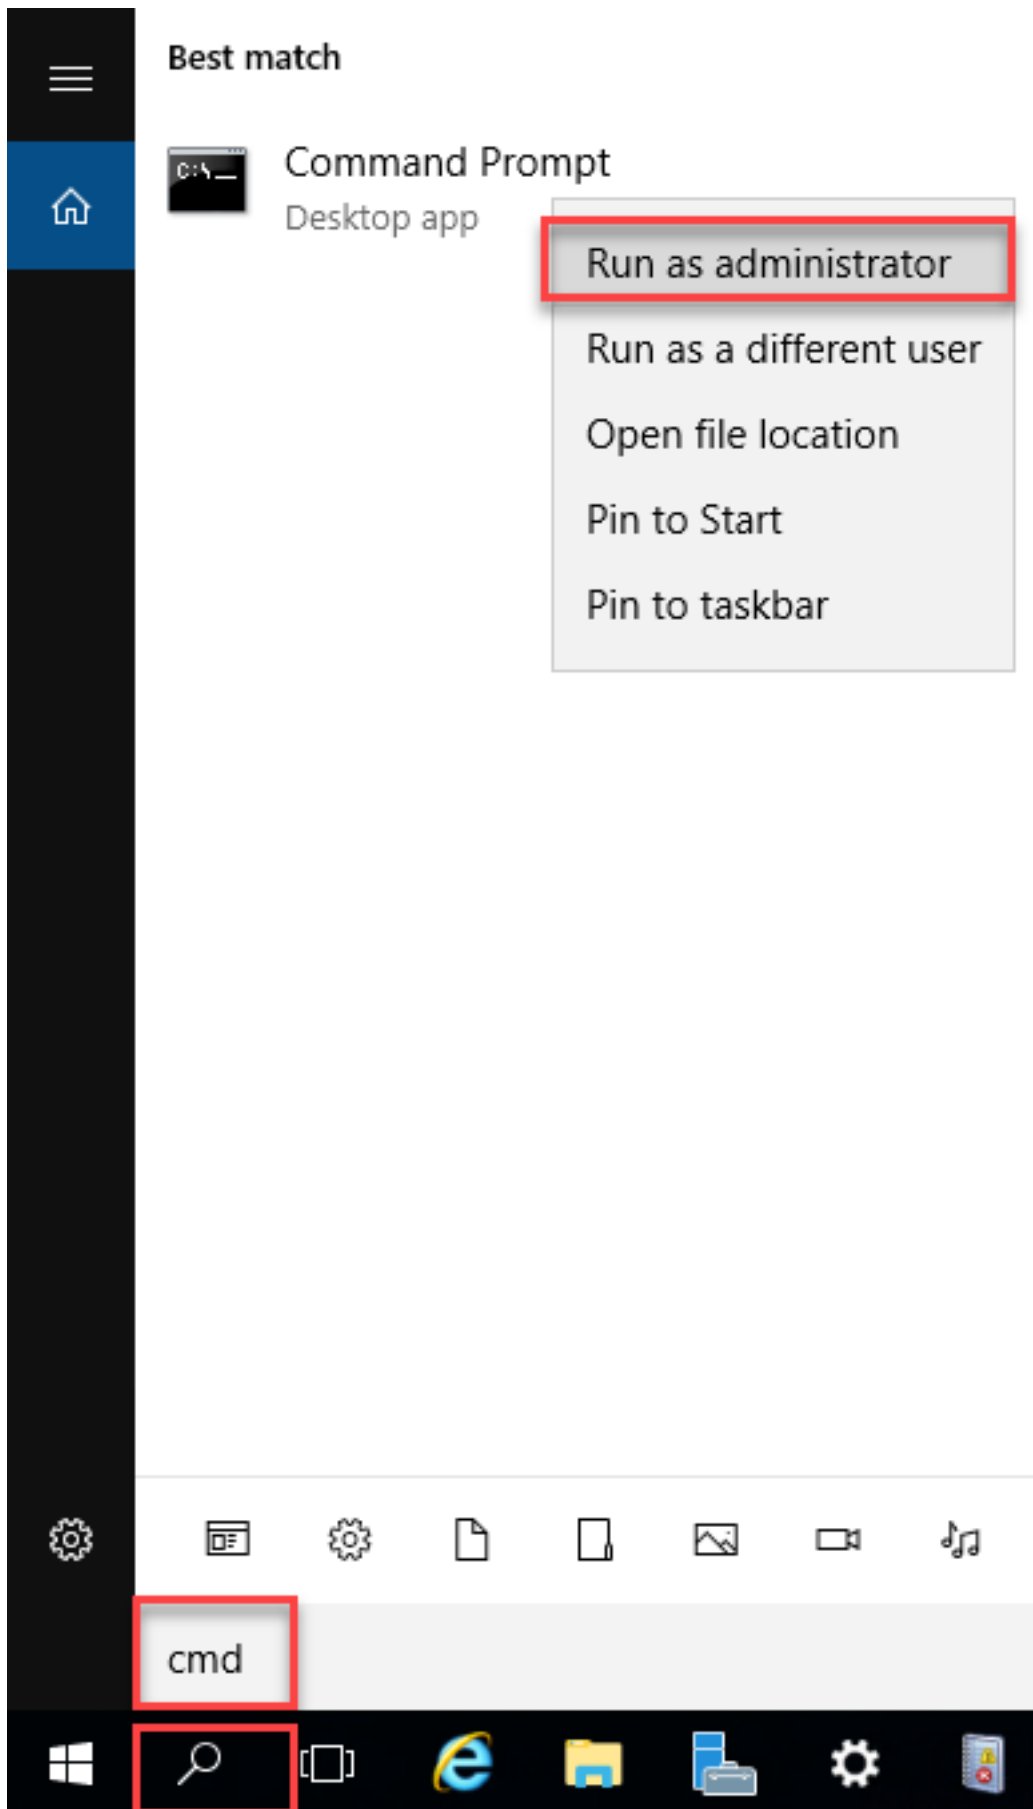 Best match
Command Prompt
Desktop app
Run as administrator
Run as a different user
Open file location
Pin to Start
Pin to taskbar
cmd